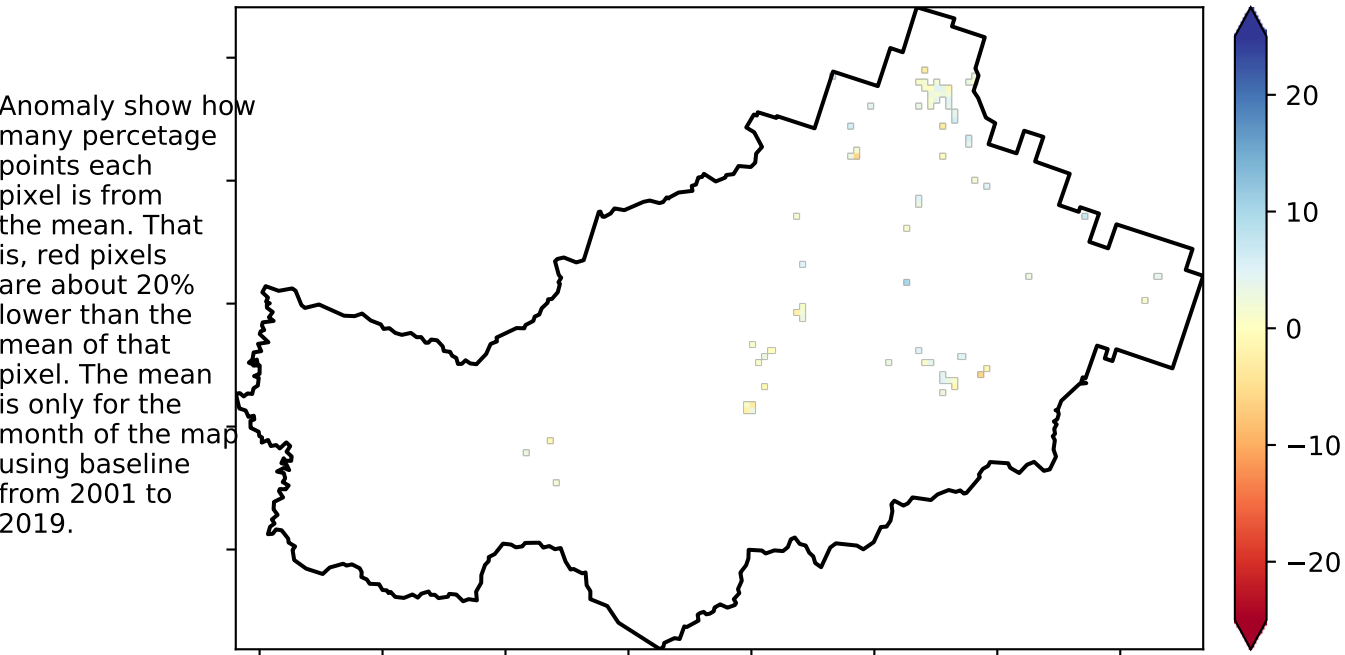 Anomaly show how
many percetage
points each
pixel is from
the mean. That
is, red pixels
are about 20%
lower than the
mean of that
pixel. The mean
is only for the
month of the map
using baseline
from 2001 to
2019.
20
10
0
−10
−20